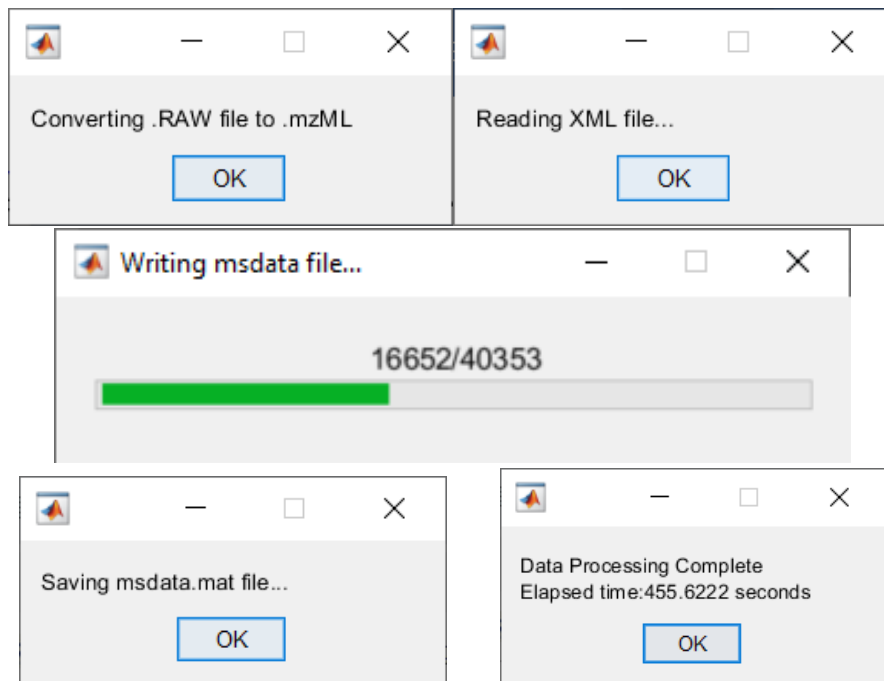 Converting .RAW file to .mzML
OK
Reading XML file...
OK
Writing msdata file...
16652/40353
Saving msdata.mat file...
OK
Data Processing Complete
Elapsed time:455.6222 seconds
OK